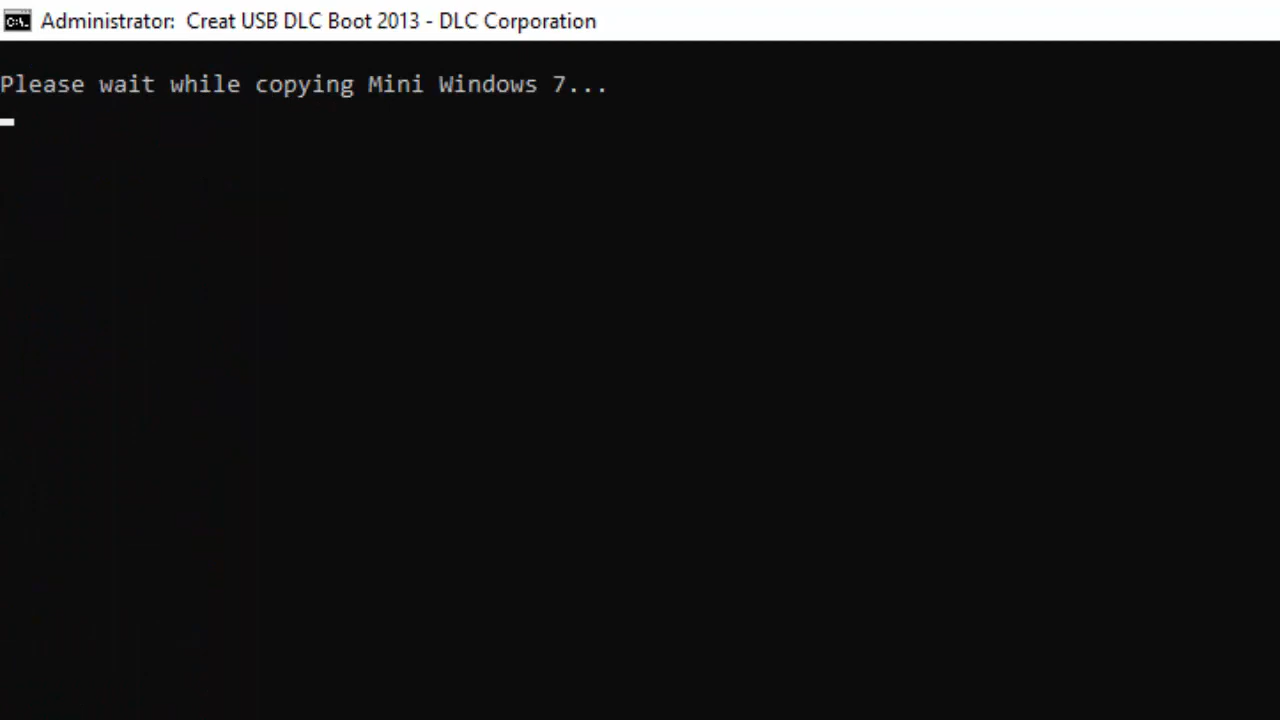 Administrator:  Creat USB DLC Boot 2013 - DLC Corporation
Please wait while copying Mini Windows 7...